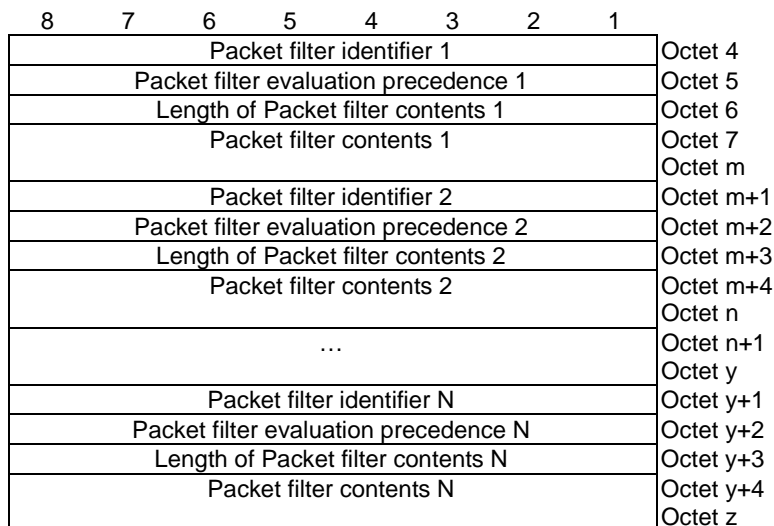 8 7 6 5 4 3 2 1
Packet filter identifier 1 Octet 4
Packet filter evaluation precedence 1 Octet 5
Length of Packet filter contents 1 Octet 6
Packet filter contents 1 Octet 7
Octet m
Packet filter identifier 2 Octet m+1
Packet filter evaluation precedence 2 Octet m+2
Length of Packet filter contents 2 Octet m+3
Packet filter contents 2 Octet m+4
Octet n
… Octet n+1
Octet y
Packet filter identifier N Octet y+1
Packet filter evaluation precedence N Octet y+2
Length of Packet filter contents N Octet y+3
Packet filter contents N Octet y+4
Octet z